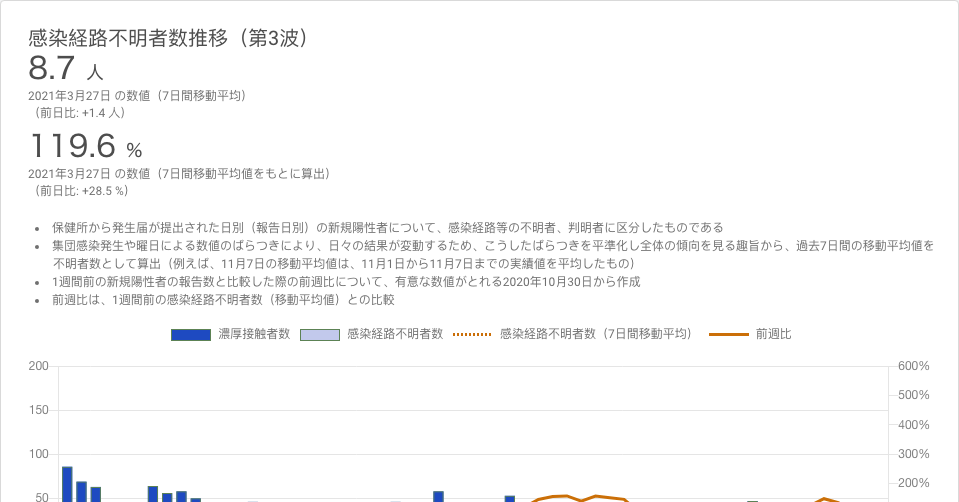 感染経路不明者数推移（第3波）
8.7 人
2021年3月27日 の数値（7日間移動平均）
（前日比: +1.4 人）
119.6 %
2021年3月27日 の数値（7日間移動平均値をもとに算出）
（前日比: +28.5 %）
保健所から発生届が提出された日別（報告日別）の新規陽性者について、感染経路等の不明者、判明者に区分したものである
集団感染発生や曜日による数値のばらつきにより、日々の結果が変動するため、こうしたばらつきを平準化し全体の傾向を見る趣旨から、過去7日間の移動平均値を
不明者数として算出（例えば、11月7日の移動平均値は、11月1日から11月7日までの実績値を平均したもの）
1週間前の新規陽性者の報告数と比較した際の前週比について、有意な数値がとれる2020年10月30日から作成
前週比は、1週間前の感染経路不明者数（移動平均値）との比較
濃厚接触者数 感染経路不明者数 感染経路不明者数（7日間移動平均） 前週比
200 600%
500%
150
400%
100 300%
200%
50